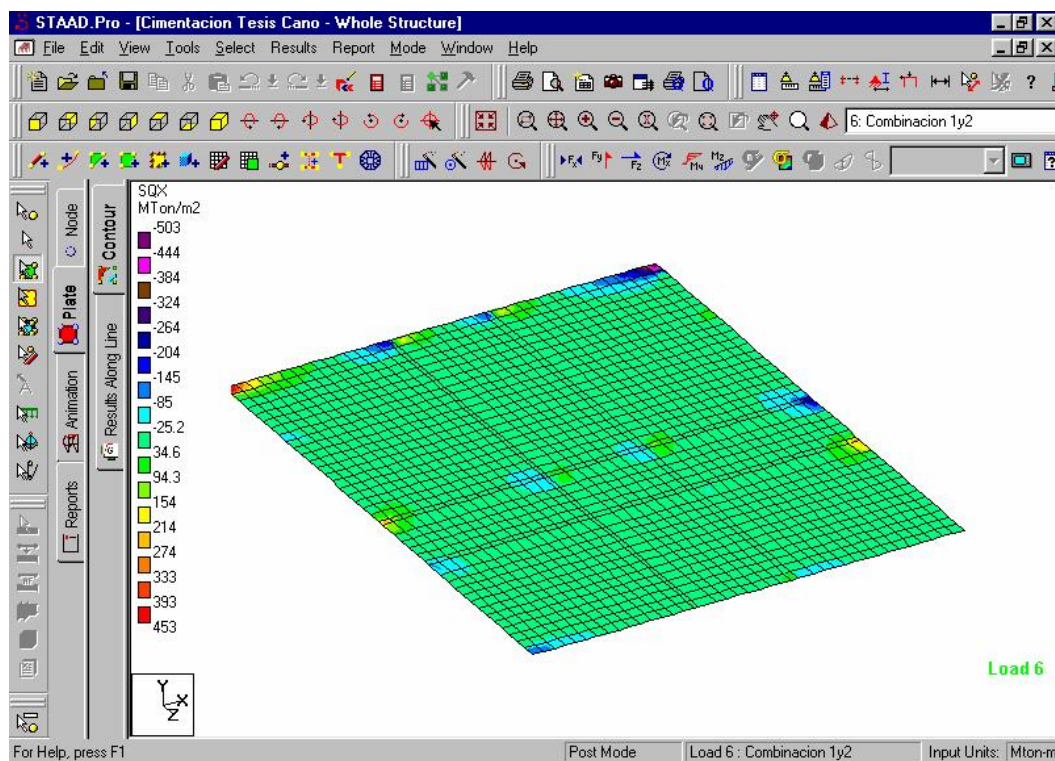 STAAD.Pro - [Cimentacion Tesis Cano - Whole Structure]
File Edit View Tools Select Results Report Mode Window Help
6: Combinacion 1y2
Node
Plate
Animation
Reports
Contour
Results Along Line
SQX
MTon/m2
-503
-444
-384
-324
-264
-204
-145
-85
-25.2
34.6
94.3
154
214
274
333
393
453
Y
X
Z
Load 6
For Help, press F1 Post Mode Load 6 : Combinacion 1y2 Input Units: Mton-m